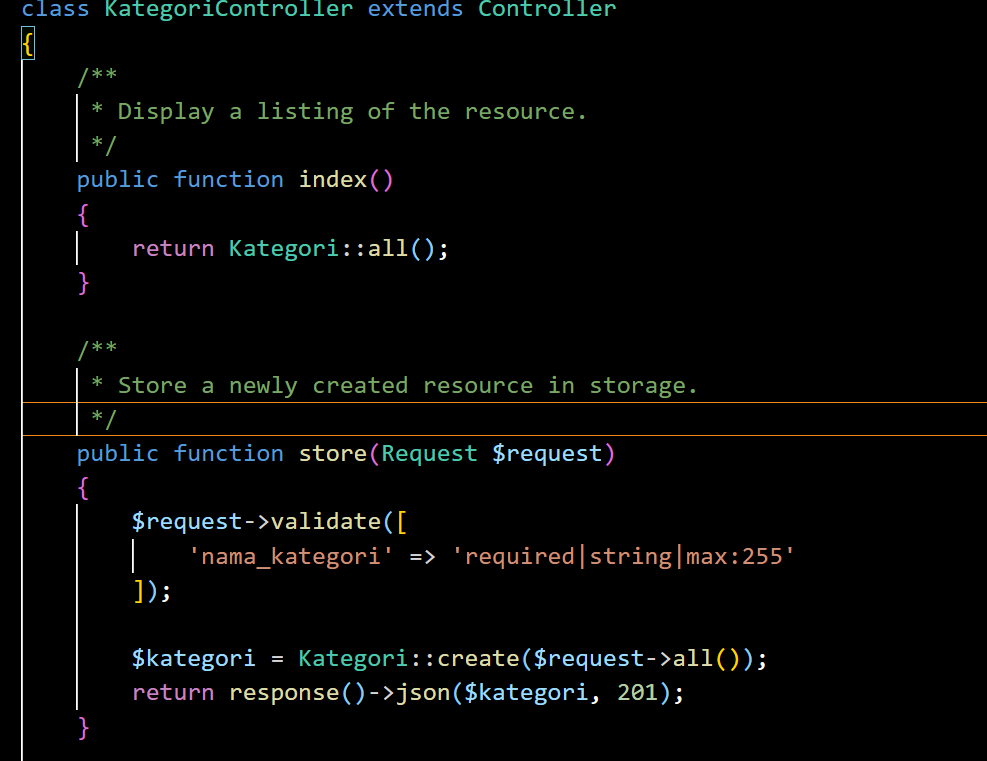 class KategoriController extends Controller
{
/**
* Display a listing of the resource.
*/
public function index()
{
return Kategori::all();
}
/**
* Store a newly created resource in storage.
*/
public function store(Request $request)
{
$request->validate([
'nama_kategori' => 'required|string|max:255'
]);
$kategori = Kategori::create($request->all());
return response()->json($kategori, 201);
}